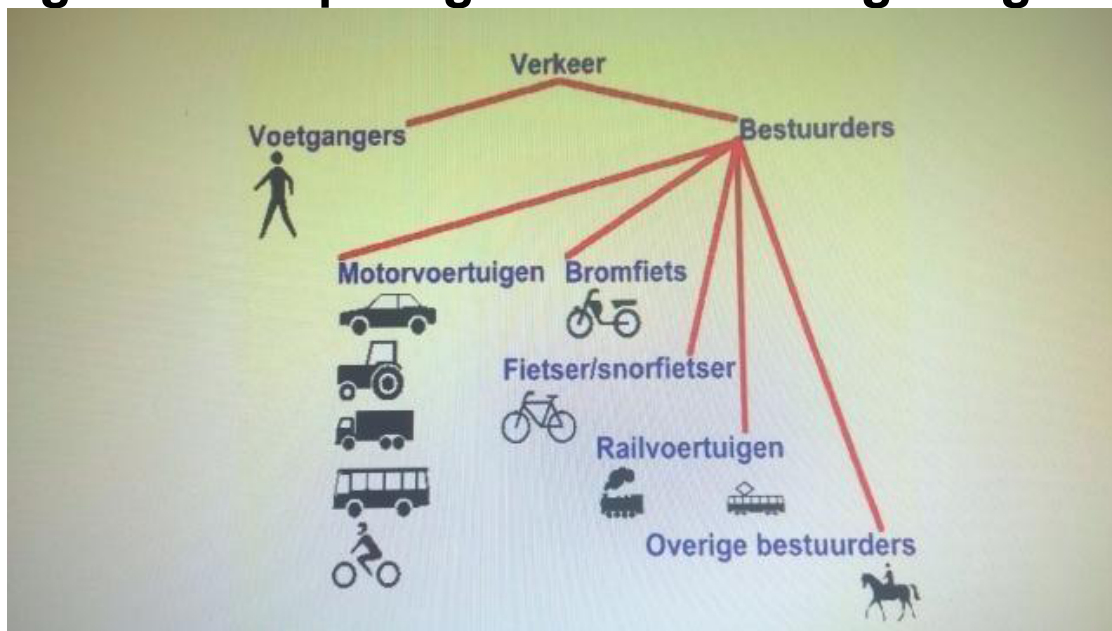 Verkeer
Voetgangers
Bestuurders
Motorvoertuigen
Bromfiets
Fietser/snorfietser
Railvoertuigen
Overige bestuurders